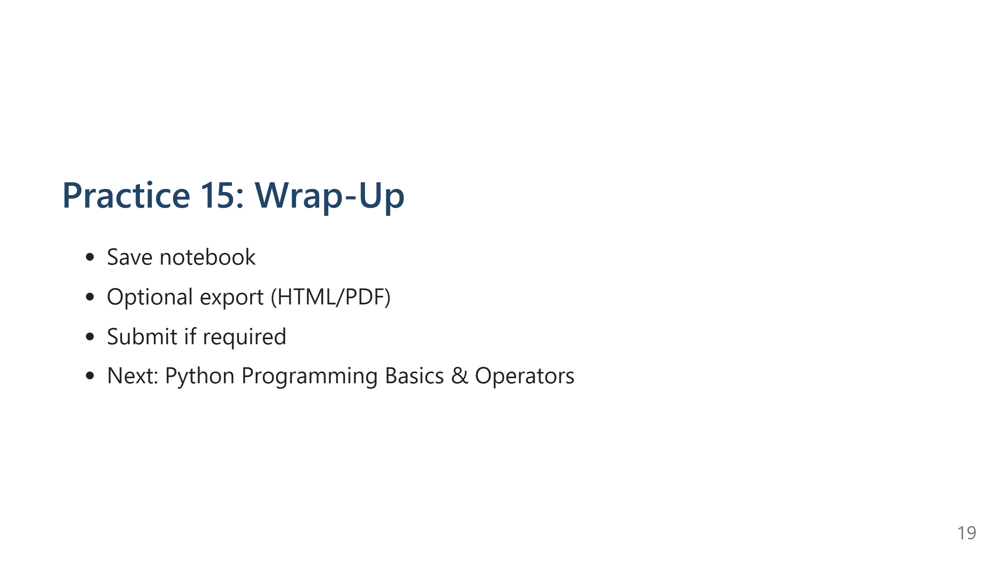 Practice 15: Wrap-Up
• Save notebook
• Optional export (HTML/PDF)
• Submit if required
• Next: Python Programming Basics & Operators
19